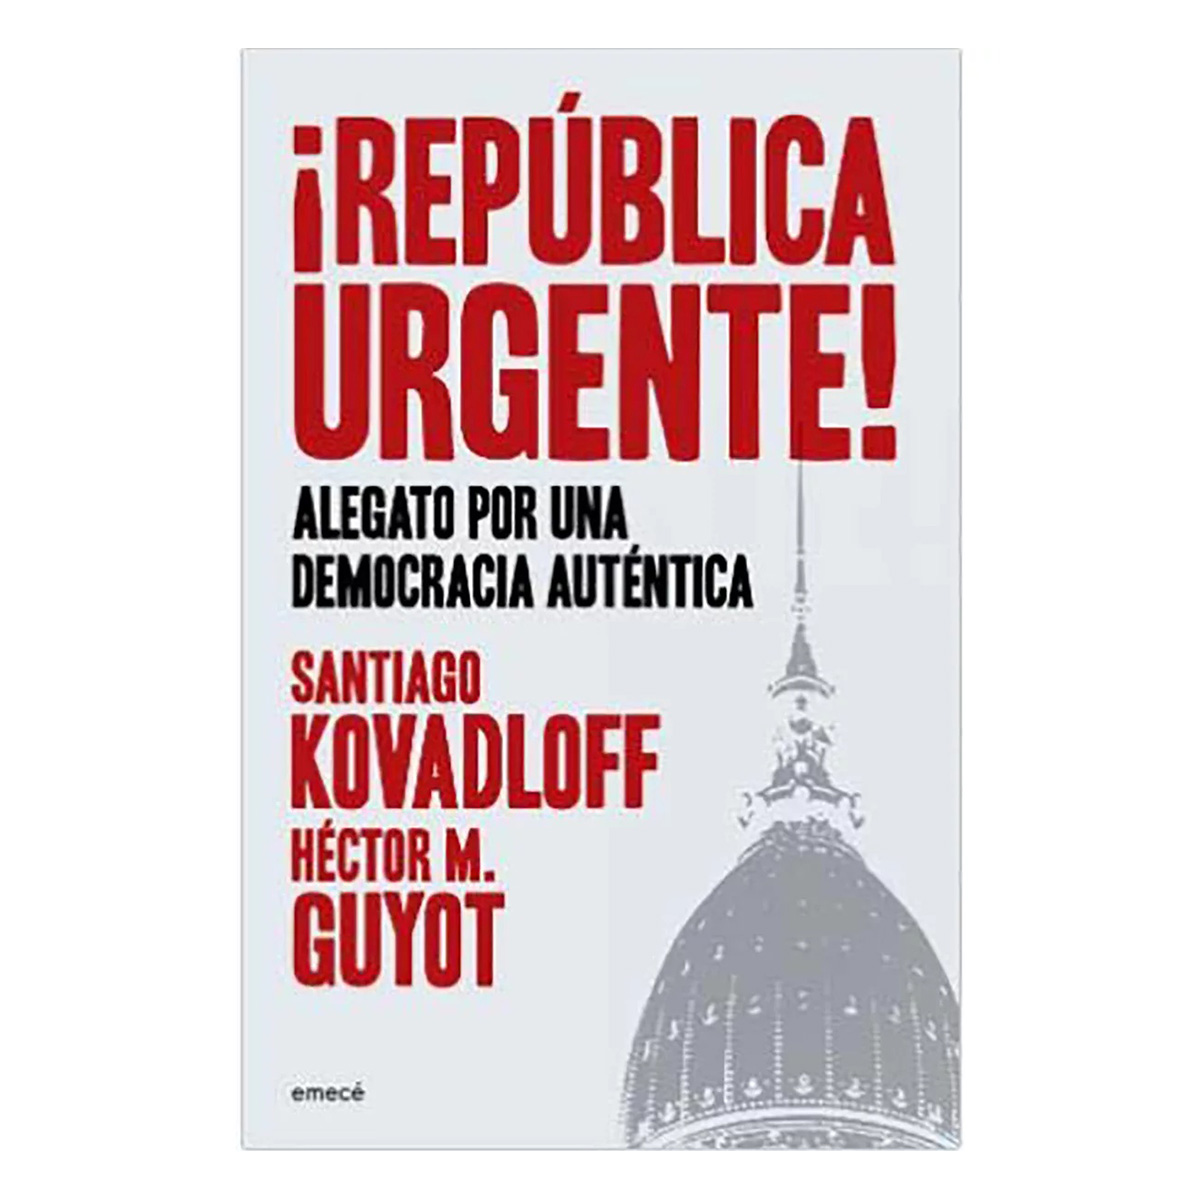 ¡REPÚBLICA
URGENTE!
ALEGATO POR UNA
DEMOCRACIA AUTÉNTICA
SANTIAGO
KOVADLOFF
HÉCTOR M.
GUYOT
emecé